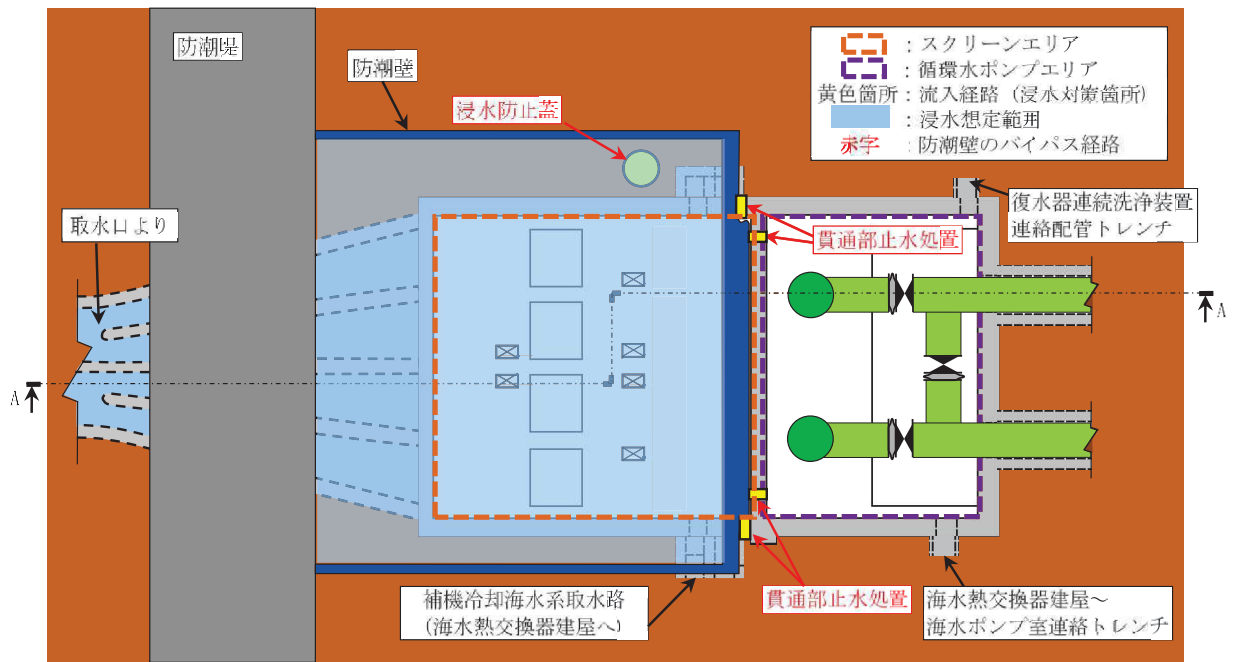 防潮堤
防潮壁
浸水防止蓋
：スクリーンエリア
：循環水ポンプエリア
黄色箇所：流入経路（浸水対策箇所）
：浸水想定範囲
赤字：防潮壁のバイパス経路
取水口より
貫通部止水処置
復水器連続洗浄装置
連絡配管トレンチ
A
A
補機冷却海水系取水路
(海水熱交換器建屋へ)
貫通部止水処置
海水熱交換器建屋～
海水ポンプ室連絡トレンチ